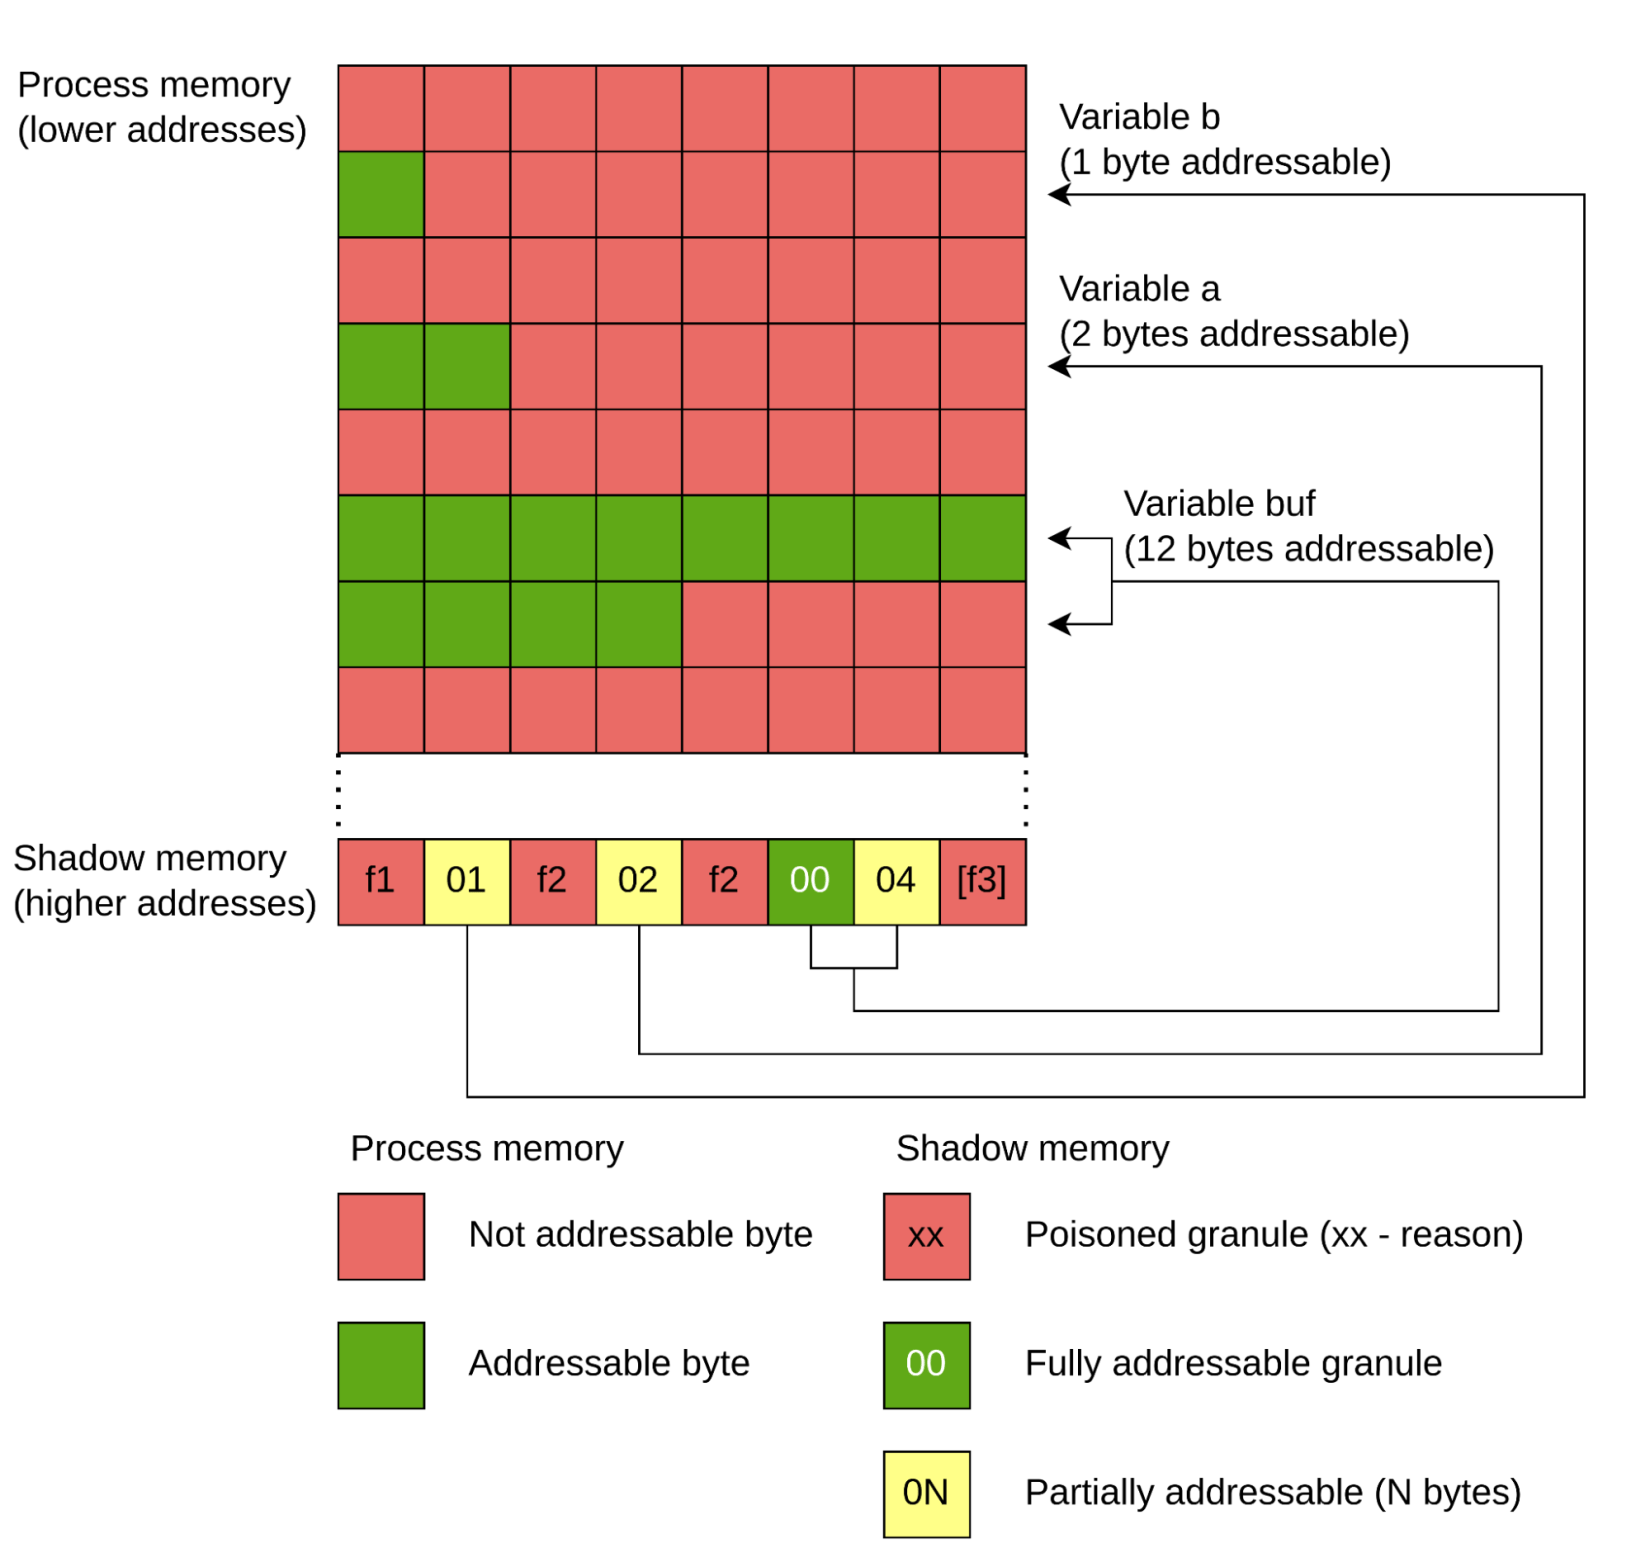 Process memory
(lower addresses)
Variable b
(1 byte addressable)
Variable a
(2 bytes addressable)
Variable buf
(12 bytes addressable)
Shadow memory
(higher addresses)
f1 01 f2 02 f2 00 04 [f3]
Process memory
Not addressable byte
Addressable byte
Shadow memory
xx Poisoned granule (xx - reason)
00 Fully addressable granule
0N Partially addressable (N bytes)